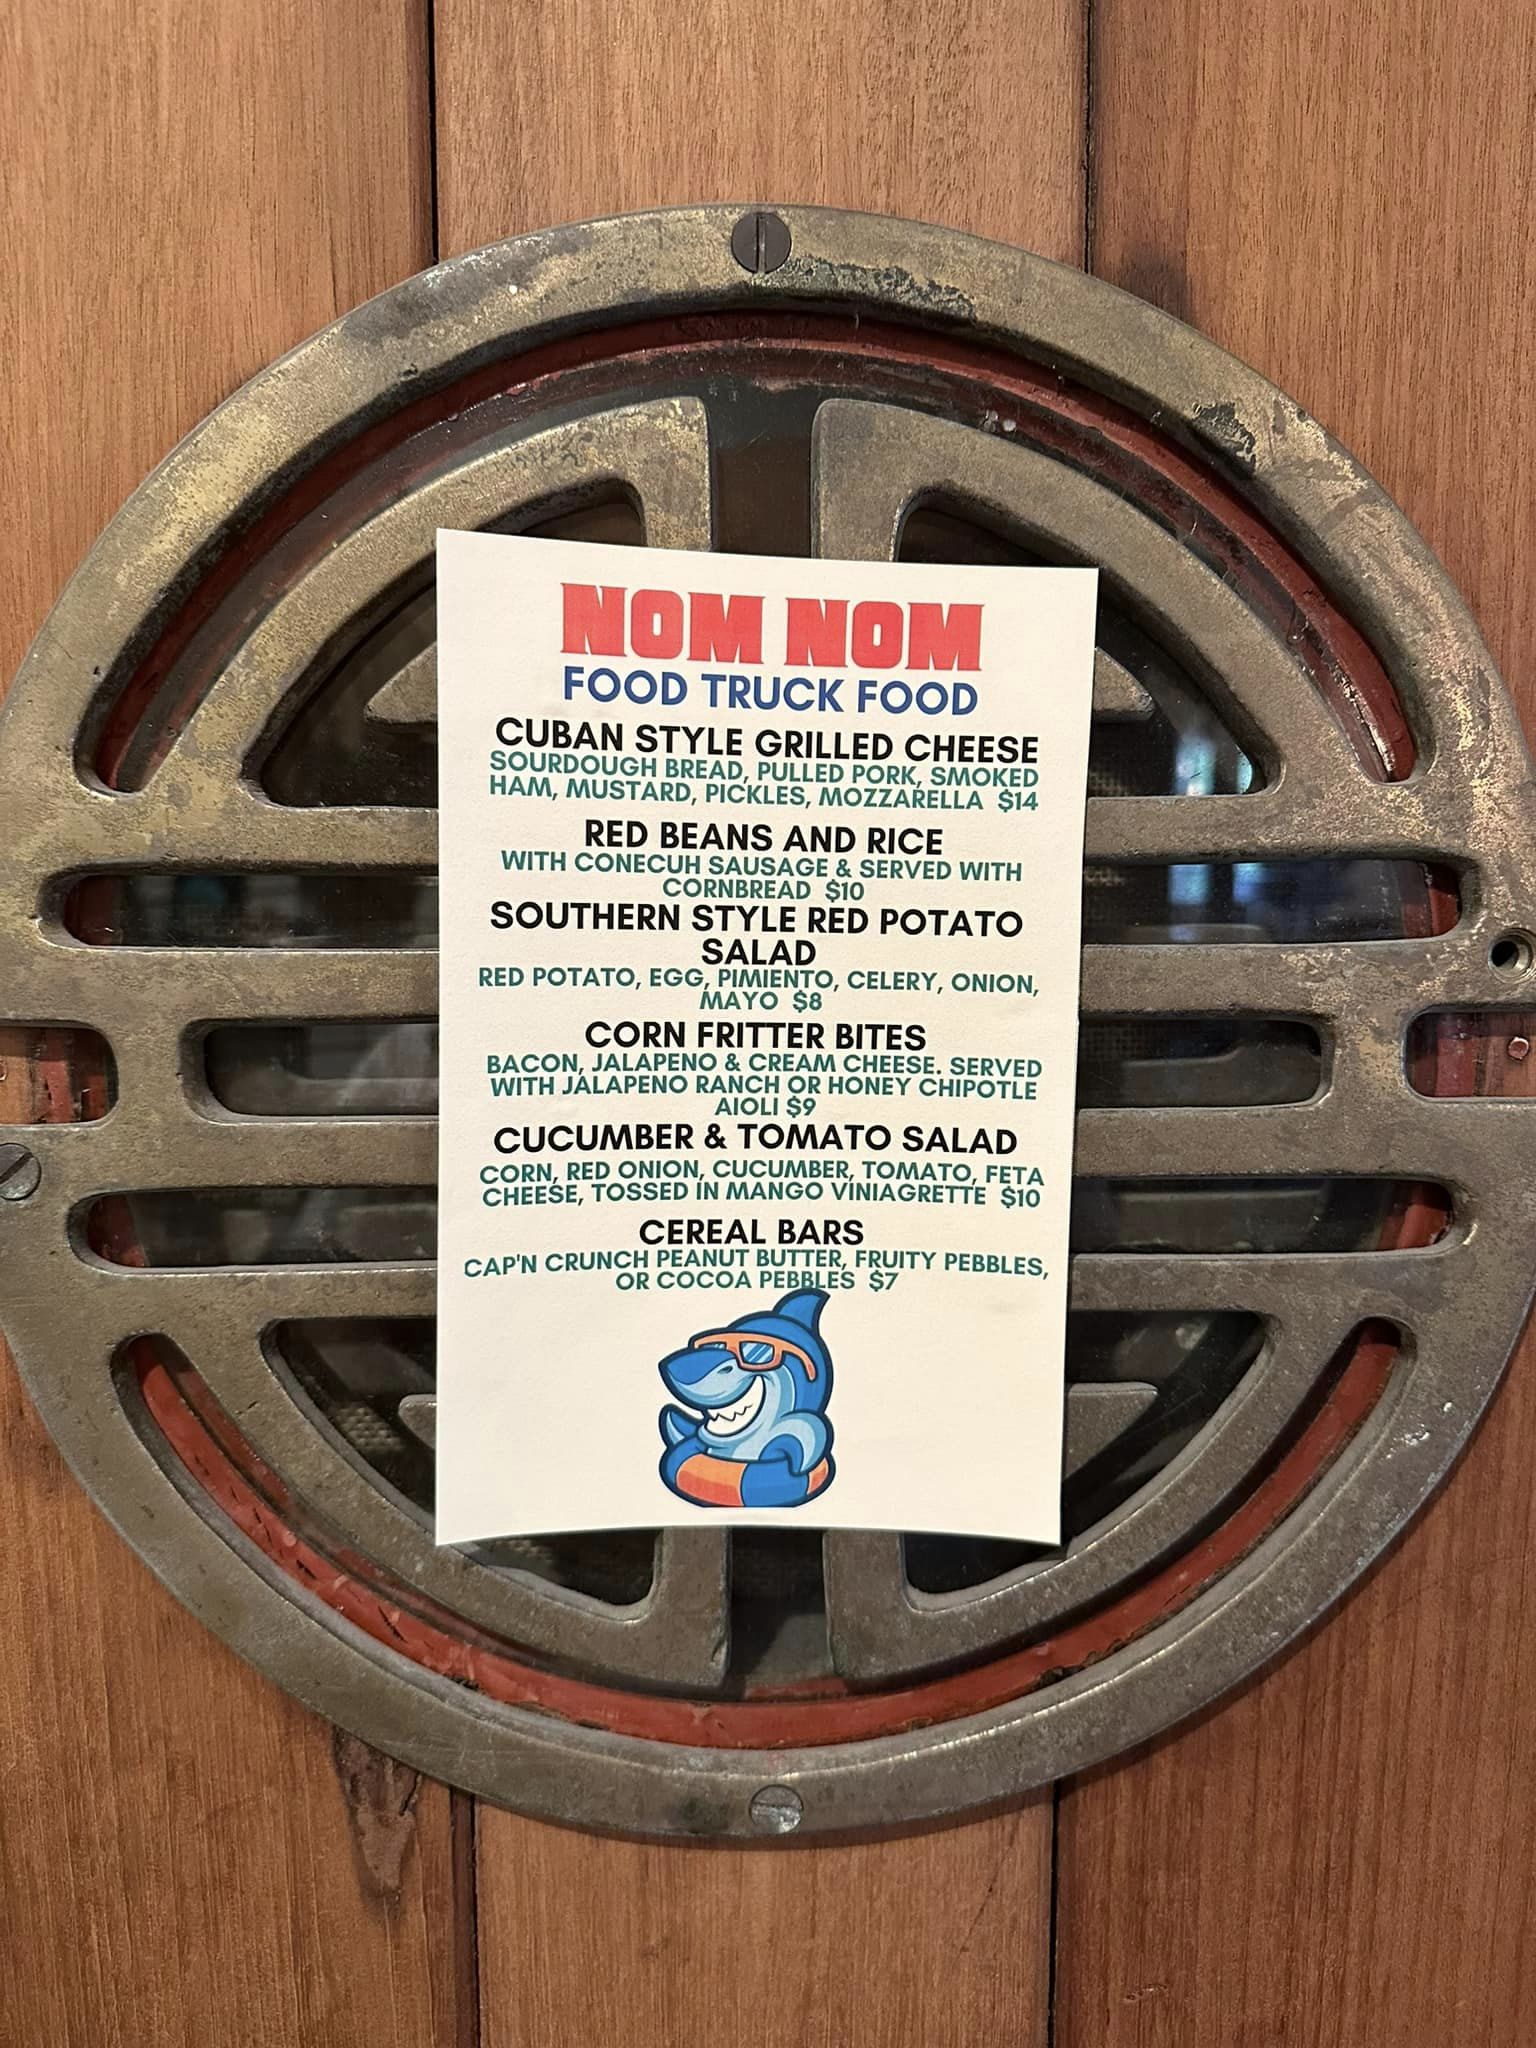 NOM NOM
FOOD TRUCK FOOD
CUBAN STYLE GRILLED CHEESE
SOURDOUGH BREAD, PULLED PORK, SMOKED
HAM, MUSTARD, PICKLES, MOZZARELLA $14
RED BEANS AND RICE
WITH CONECUH SAUSAGE & SERVED WITH
CORNBREAD $10
SOUTHERN STYLE RED POTATO
SALAD
RED POTATO, EGG, PIMIENTO, CELERY, ONION,
MAYO $8
CORN FRITTER BITES
BACON, JALAPENO & CREAM CHEESE. SERVED
WITH JALAPENO RANCH OR HONEY CHIPOTLE
AIOLI $9
CUCUMBER & TOMATO SALAD
CORN, RED ONION, CUCUMBER, TOMATO, FETA
CHEESE, TOSSED IN MANGO VINIAGRETTE $10
CEREAL BARS
CAP'N CRUNCH PEANUT BUTTER, FRUITY PEBBLES,
OR COCOA PEBBLES $7